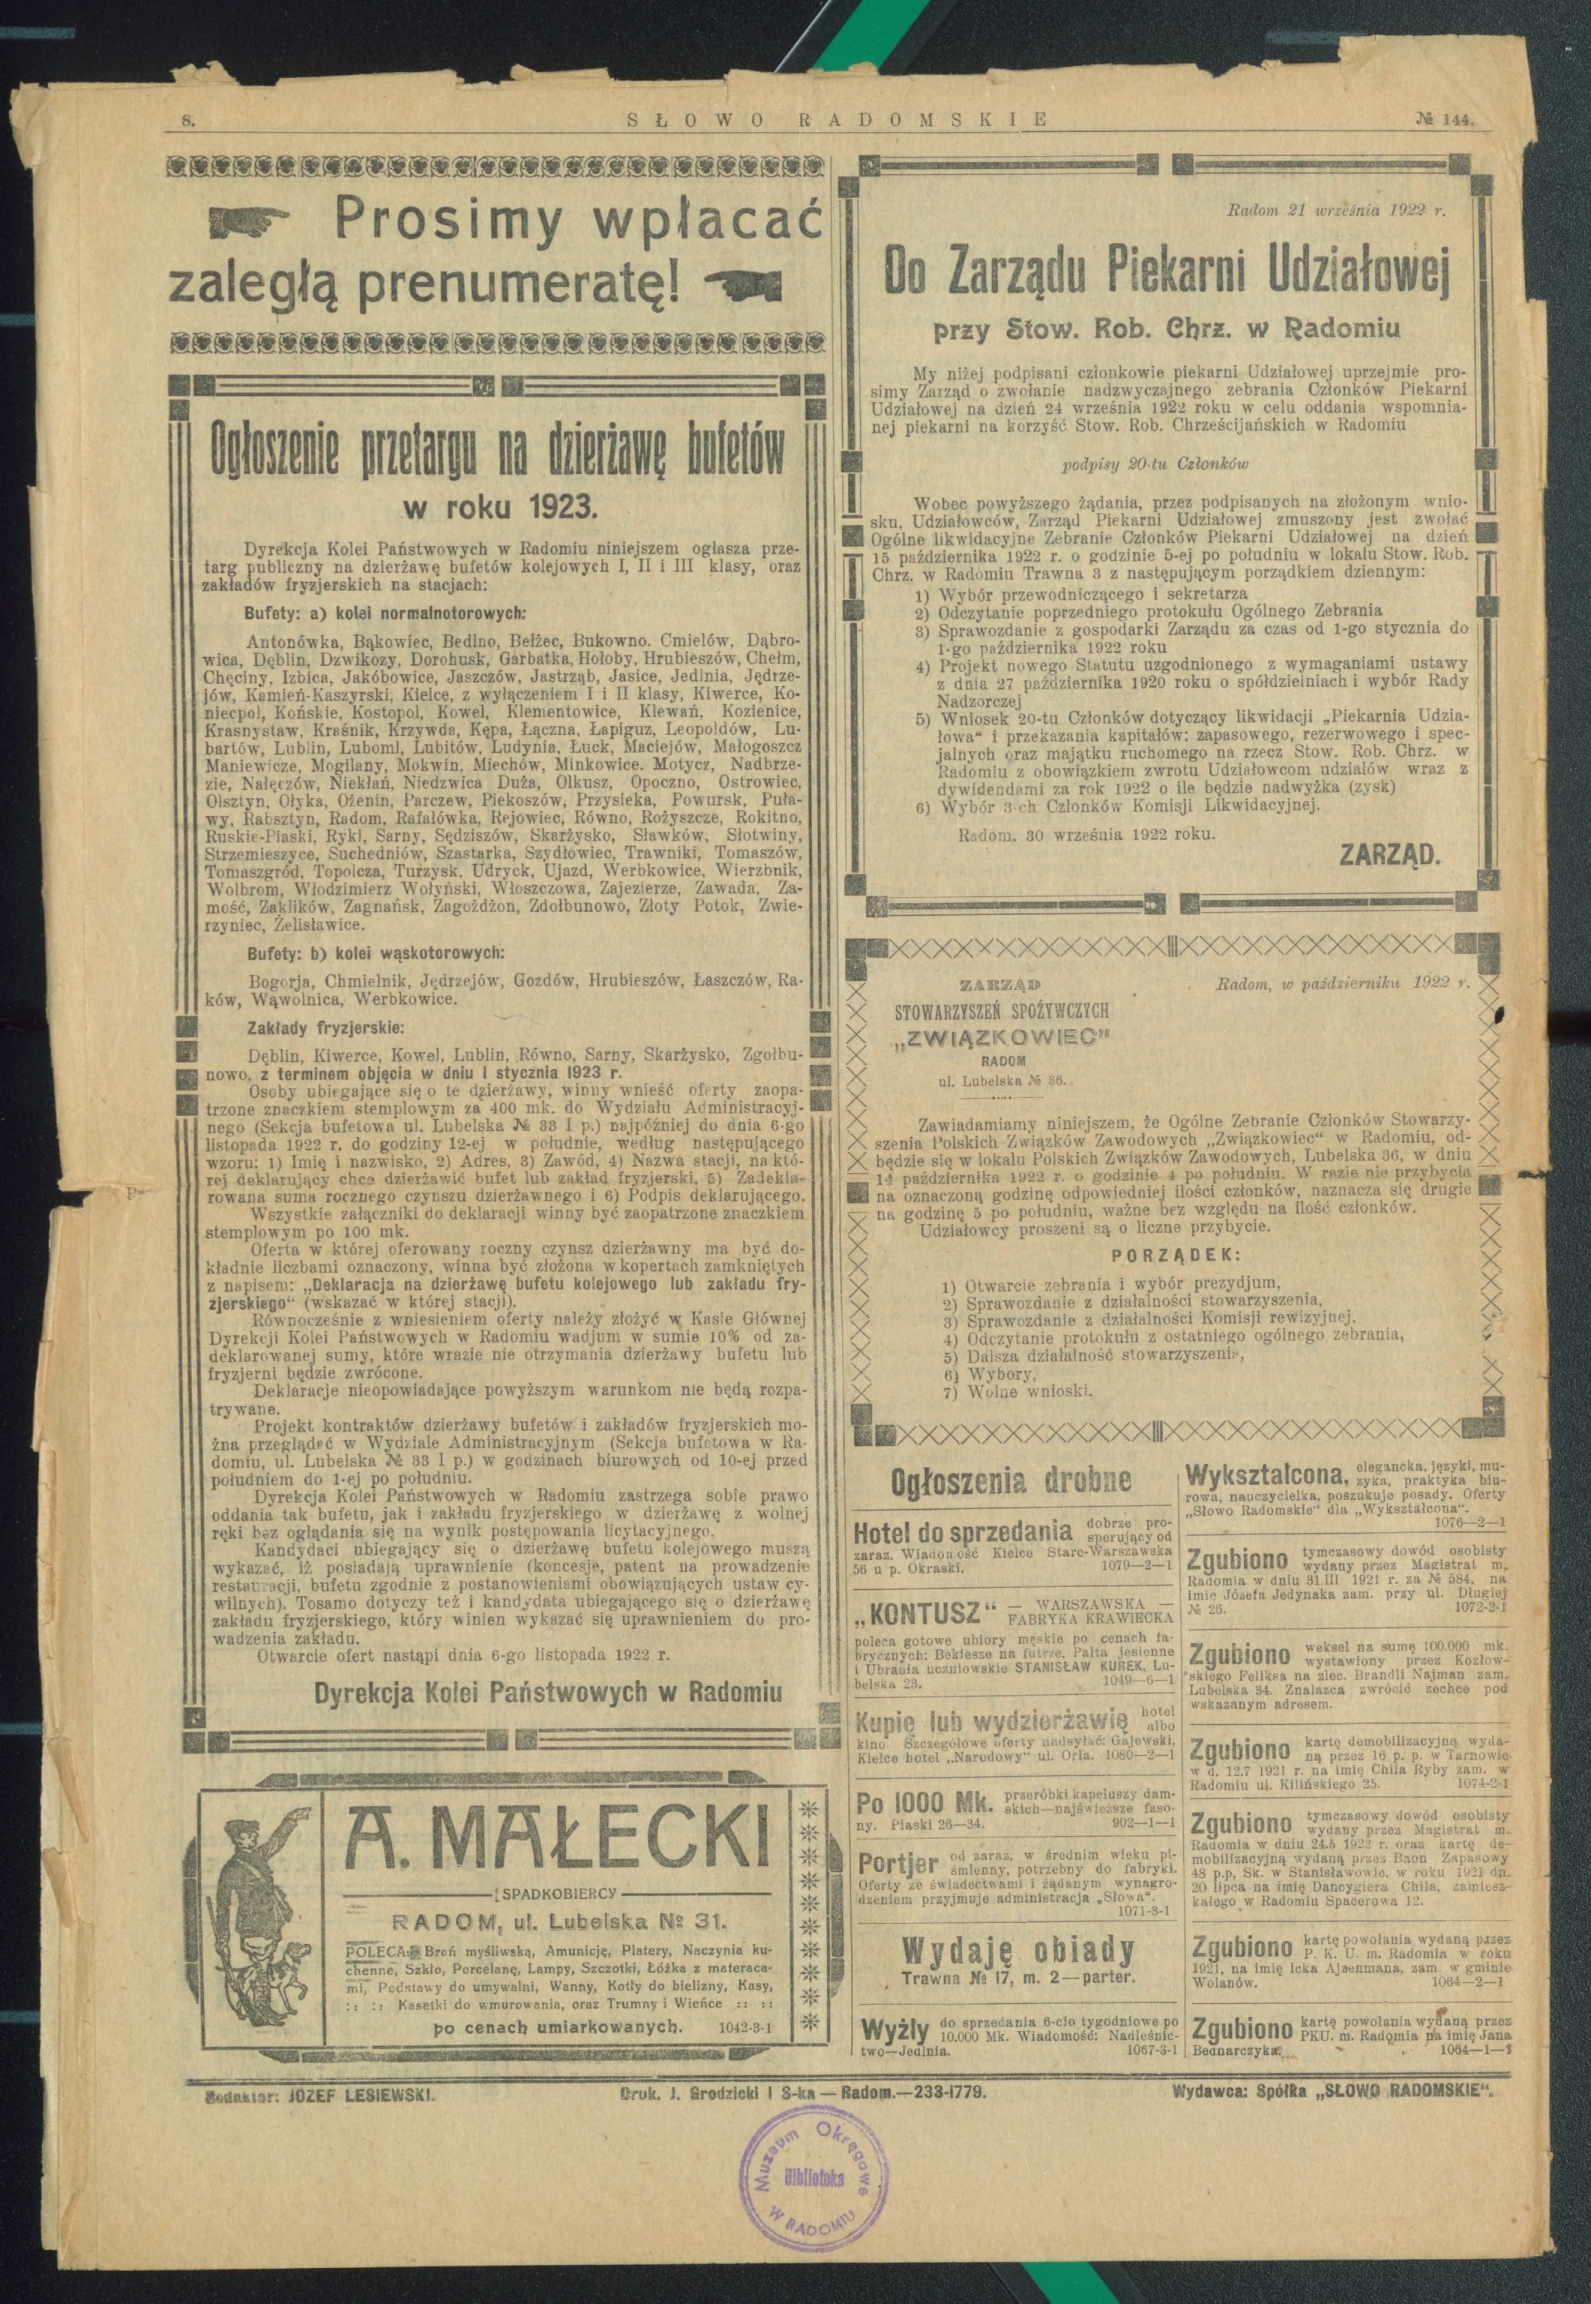 8.
SŁOWO RADOMSKIE
№ 144.
Prosimy wpłacać
zaległą prenumeratę!
Ogłoszenie przetargu na dzierżawę bufetów
w roku 1923.
Dyrekcja Kolei Państwowych w Radomiu niniejszem ogłasza prze-
targ publiczny na dzierżawę bufetów kolejowych I, II i III klasy, oraz
zakładów fryzjerskich na stacjach:
Bufety: a) kolei normalnotorowych:
Antonówka, Bąkowiec, Bedlno, Bełżec, Bukowno. Cmielów, Dąbro-
wica, Dęblin, Dzwikozy, Dorohusk, Garbatka, Hołoby, Hrubieszów, Chełm,
Chęciny, Izbica, Jakóbowice, Jaszczów, Jastrząb, Jasice, Jedlnia, Jędrze-
jów, Kamień-Kaszyrski, Kielce, z wyłączeniem I i II klasy, Kiwerce, Ko-
niecpol, Końskie, Kostopol, Kowel, Klementowice, Klewań, Kozienice,
Krasnystaw, Kraśnik, Krzywda, Kępa, Łączna, Łapiguz, Leopoldów, Lu-
bartów, Lublin, Luboml, Lubitów, Ludynia, Łuck, Maciejów, Małogoszcz
Maniewicze, Mogilany, Mokwin, Miechów, Minkowice. Motycz, Nadbrze-
zie, Nałęczów, Niekłań, Niedzwica Duża, Olkusz, Opoczno, Ostrowiec,
Olsztyn, Ołyka, Ożenin, Parczew, Piekoszów, Przysieka, Powursk, Puła-
wy, Rabsztyn, Radom, Rafałówka, Rejowiec, Równo, Rożyszcze, Rokitno,
Ruskie-Piaski, Ryki, Sarny, Sędziszów, Skarżysko, Sławków, Słotwiny,
Strzemieszyce, Suchedniów, Szastarka, Szydłowiec, Trawniki, Tomaszów,
Tomaszgród, Topolcza, Turzysk, Udryck, Ujazd, Werbkowice, Wierzbnik,
Wolbrom, Włodzimierz Wołyński, Włoszczowa, Zajezierze, Zawada, Za-
mość, Zaklików, Zagnańsk, Zagożdżon, Zdołbunowo, Złoty Potok, Zwie-
rzyniec, Żelisławice.
Bufety: b) kolei wąskotorowych:
Bogorja, Chmielnik, Jędrzejów, Gozdów, Hrubieszów, Łaszczów, Ra-
ków, Wąwolnica, Werbkowice.
Zakłady fryzjerskie:
Dęblin, Kiwerce, Kowel, Lublin, Równo, Sarny, Skarżysko, Zgołbu-
nowo, z terminem objęcia w dniu 1 stycznia 1923 r.
Osoby ubiegające się o te dzierżawy, winny wnieść oferty zaopa-
trzone znaczkiem stemplowym za 400 mk. do Wydziału Administracyj-
nego (Sekcja bufetowa ul. Lubelska № 33 I p.) najpóźniej do dnia 6-go
listopada 1922 r. do godziny 12-ej w południe, według następującego
wzoru: 1) Imię i nazwisko, 2) Adres, 3) Zawód, 4) Nazwa stacji, na któ-
rej deklarujący chce dzierżawić bufet lub zakład fryzjerski, 5) Zadekla-
rowana suma rocznego czynszu dzierżawnego i 6) Podpis deklarującego.
Wszystkie załączniki do deklaracji winny być zaopatrzone znaczkiem
stemplowym po 100 mk.
Oferta w której oferowany roczny czynsz dzierżawny ma być do-
kładnie liczbami oznaczony, winna być złożona w kopertach zamkniętych
z napisem: „Deklaracja na dzierżawę bufetu kolejowego lub zakładu fry-
zjerskiego“ (wskazać w której stacji).
Równocześnie z wniesieniem oferty należy złożyć w Kasie Głównej
Dyrekcji Kolei Państwowych w Radomiu wadjum w sumie 10% od za-
deklarowanej sumy, które wrazie nie otrzymania dzierżawy bufetu lub
fryzjerni będzie zwrócone.
Deklaracje nieopowiadające powyższym warunkom nie będą rozpa-
trywane.
Projekt kontraktów dzierżawy bufetów i zakładów fryzjerskich mo-
żna przeglądać w Wydziale Administracyjnym (Sekcja bufetowa w Ra-
domiu, ul. Lubelska № 33 I p.) w godzinach biurowych od 10-ej przed
południem do 1-ej po południu.
Dyrekcja Kolei Państwowych w Radomiu zastrzega sobie prawo
oddania tak bufetu, jak i zakładu fryzjerskiego w dzierżawę z wolnej
ręki bez oglądania się na wynik postępowania licytacyjnego.
Kandydaci ubiegający się o dzierżawę bufetu kolejowego muszą
wykazać, iż posiadają uprawnienie (koncesje, patent na prowadzenie
restauracji, bufetu zgodnie z postanowieniami obowiązujących ustaw cy-
wilnych). Tosamo dotyczy też i kandydata ubiegającego się o dzierżawę
zakładu fryzjerskiego, który winien wykazać się uprawnieniem do pro-
wadzenia zakładu.
Otwarcie ofert nastąpi dnia 6-go listopada 1922 r.
Dyrekcja Kolei Państwowych w Radomiu
A. MAŁECKI
SPADKOBIERCY
RADOM, ul. Lubelska № 31.
POLECA: Broń myśliwską, Amunicję, Platery, Naczynia ku-
chenne, Szkło, Porcelanę, Lampy, Szczotki, Łóżka z materaca-
mi, Podstawy do umywalni, Wanny, Kotły do bielizny, Kasy,
:: :: Kasetki do wmurowania, oraz Trumny i Wieńce :: ::
po cenach umiarkowanych. 1042-3-1
Radom 21 września 1922 r.
Do Zarządu Piekarni Udziałowej
przy Stow. Rob. Chrz. w Radomiu
My niżej podpisani członkowie piekarni Udziałowej uprzejmie pro-
simy Zarząd o zwołanie nadzwyczajnego zebrania Członków Piekarni
Udziałowej na dzień 24 września 1922 roku w celu oddania wspomnia-
nej piekarni na korzyść Stow. Rob. Chrześcijańskich w Radomiu
podpisy 20-tu Członków
Wobec powyższego żądania, przez podpisanych na złożonym wnio-
sku, Udziałowców, Zarząd Piekarni Udziałowej zmuszony jest zwołać
Ogólne likwidacyjne Zebranie Członków Piekarni Udziałowej na dzień
15 października 1922 r. o godzinie 5-ej po południu w lokalu Stow. Rob.
Chrz. w Radomiu Trawna 3 z następującym porządkiem dziennym:
1) Wybór przewodniczącego i sekretarza
2) Odczytanie poprzedniego protokułu Ogólnego Zebrania
3) Sprawozdanie z gospodarki Zarządu za czas od 1-go stycznia do
1-go października 1922 roku
4) Projekt nowego Statutu uzgodnionego z wymaganiami ustawy
z dnia 27 października 1920 roku o spółdzielniach i wybór Rady
Nadzorczej
5) Wniosek 20-tu Członków dotyczący likwidacji „Piekarnia Udzia-
łowa“ i przekazania kapitałów: zapasowego, rezerwowego i spec-
jalnych oraz majątku ruchomego na rzecz Stow. Rob. Chrz. w
Radomiu z obowiązkiem zwrotu Udziałowcom udziałów wraz z
dywidendami za rok 1922 o ile będzie nadwyżka (zysk)
6) Wybór 3-ch Członków Komisji Likwidacyjnej.
Radom. 30 września 1922 roku.
ZARZĄD.
ZARZĄD
STOWARZYSZEŃ SPOŻYWCZYCH
„ZWIĄZKOWIEC”
RADOM
ul. Lubelska № 36.
Radom, w październiku 1922 r.
Zawiadamiamy niniejszem, że Ogólne Zebranie Członków Stowarzy-
szenia Polskich Związków Zawodowych „Związkowiec“ w Radomiu, od-
będzie się w lokalu Polskich Związków Zawodowych, Lubelska 36, w dniu
14 października 1922 r. o godzinie 4 po południu. W razie nie przybycia
na oznaczoną godzinę odpowiedniej ilości członków, naznacza się drugie
na godzinę 5 po południu, ważne bez względu na ilość członków.
Udziałowcy proszeni są o liczne przybycie.
PORZĄDEK:
1) Otwarcie zebrania i wybór prezydjum,
2) Sprawozdanie z działalności stowarzyszenia,
3) Sprawozdanie z działalności Komisji rewizyjnej,
4) Odczytanie protokułu z ostatniego ogólnego zebrania,
5) Dalsza działalność stowarzyszenia,
6) Wybory,
7) Wolne wnioski.
Ogłoszenia drobne
Hotel do sprzedania dobrze pro-
sperujący od
zaraz. Wiadomość Kielce Staro-Warszawska
56 u p. Okraski. 1079—2—1
„KONTUSZ“ — WARSZAWSKA —
FABRYKA KRAWIECKA
poleca gotowe ubiory męskie po cenach fa-
brycznych: Bekiesze na futrze, Palta jesienne
i Ubrania uczniowskie STANISŁAW KUREK, Lu-
belska 23. 1049—6—1
Kupię lub wydzierżawię hotel
albo
kino Szczegółowe oferty nadsyłać: Gajewski,
Kielce hotel „Narodowy“ ul. Orla. 1080—2—1
Po 1000 Mk. przeróbki kapeluszy dam-
skich—najświeższe faso-
ny. Piaski 26—34. 902—1—1
Portjer od zaraz, w średnim wieku pi-
śmienny, potrzebny do fabryki.
Oferty ze świadectwami i żądanym wynagro-
dzeniem przyjmuje administracja „Słowa“.
1071-3-1
Wydaję obiady
Trawna № 17, m. 2—parter.
Wyżły do sprzedania 6-cio tygodniowe po
10.000 Mk. Wiadomość: Nadleśnic-
two—Jedlnia. 1067-3-1
Wykształcona, elegancka, języki, mu-
zyka, praktyka biu-
rowa, nauczycielka, poszukuje posady. Oferty
„Słowo Radomskie“ dla „Wykształcona“.
1076—2—1
Zgubiono tymczasowy dowód osobisty
wydany przez Magistrat m.
Radomia w dniu 31.III 1921 r. za № 584, na
imię Józefa Jedynaka zam. przy ul. Długiej
№ 26. 1072-2-1
Zgubiono weksel na sumę 100.000 mk.
wystawiony przez Kozłow-
skiego Feliksa na zlec. Brandli Najman zam.
Lubelska 34. Znalazca zwrócić zechce pod
wskazanym adresem.
Zgubiono kartę demobilizacyjną wyda-
ną przez 16 p. p. w Tarnowie
w d. 12.7 1921 r. na imię Chila Ryby zam. w
Radomiu ul. Kilińskiego 25. 1074-2-1
Zgubiono tymczasowy dowód osobisty
wydany przez Magistrat m.
Radomia w dniu 24.5 1922 r. oraz kartę de-
mobilizacyjną wydaną przez Baon Zapasowy
48 p.p, Sk. w Stanisławowie, w roku 1921 dn.
20 lipca na imię Dancygiera Chila, zamiesz-
kałego w Radomiu Spacerowa 12.
Zgubiono kartę powołania wydaną przez
P. K. U. m. Radomia w roku
1921, na imię Icka Ajzenmana, zam. w gminie
Wolanów. 1064—2—1
Zgubiono kartę powołania wydaną przez
PKU. m. Radomia na imię Jana
Bednarczyka. 1064—1—1
Redaktor: JÓZEF LESIEWSKI.
Druk. J. Grodzicki i S-ka — Radom.—233-1779.
Wydawca: Spółka „SŁOWO RADOMSKIE“.
Muzeum Okręgowe
Biblioteka
W RADOMIU